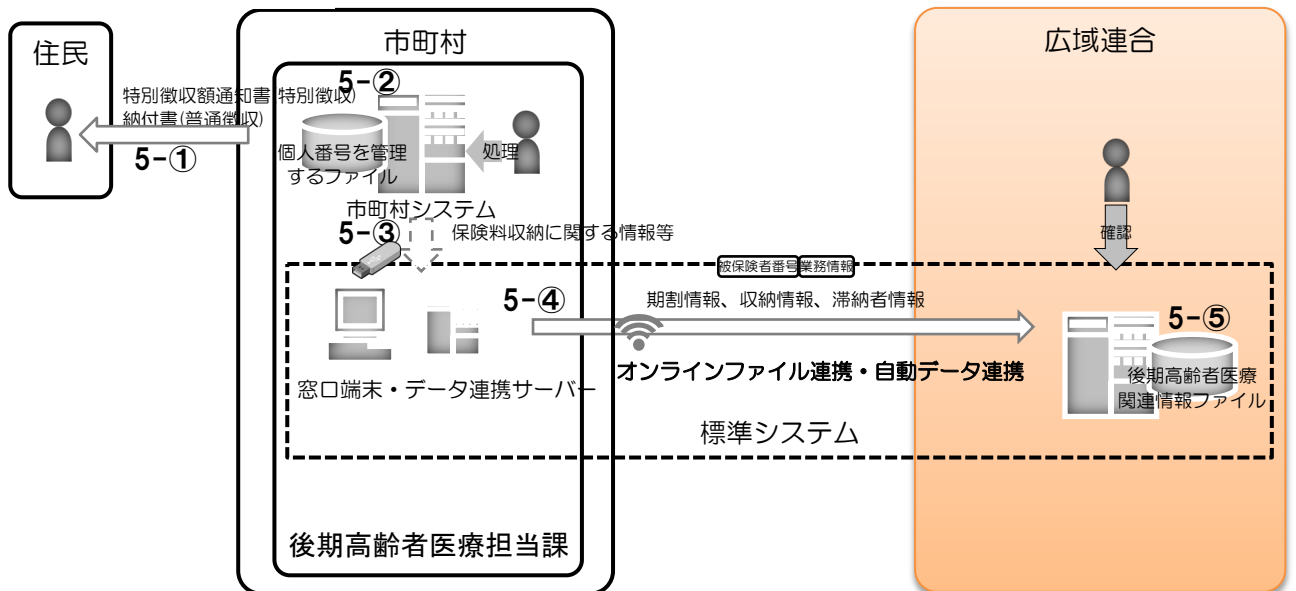 住民
特別徴収額通知書(特別徴収)
納付書(普通徴収)
5-①
市町村
5-②
個人番号を管理
するファイル
処理
市町村システム
5-③
保険料収納に関する情報等
5-④
窓口端末・データ連携サーバー
後期高齢者医療担当課
被保険者番号
業務情報
期割情報、収納情報、滞納者情報
オンラインファイル連携・自動データ連携
標準システム
広域連合
確認
5-⑤
後期高齢者医療
関連情報ファイル